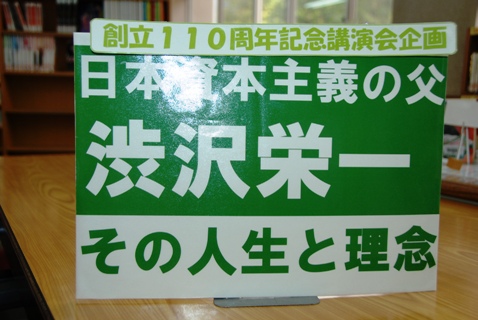 創立１１０周年記念講演会企画
日本資本主義の父
渋沢栄一
その人生と理念